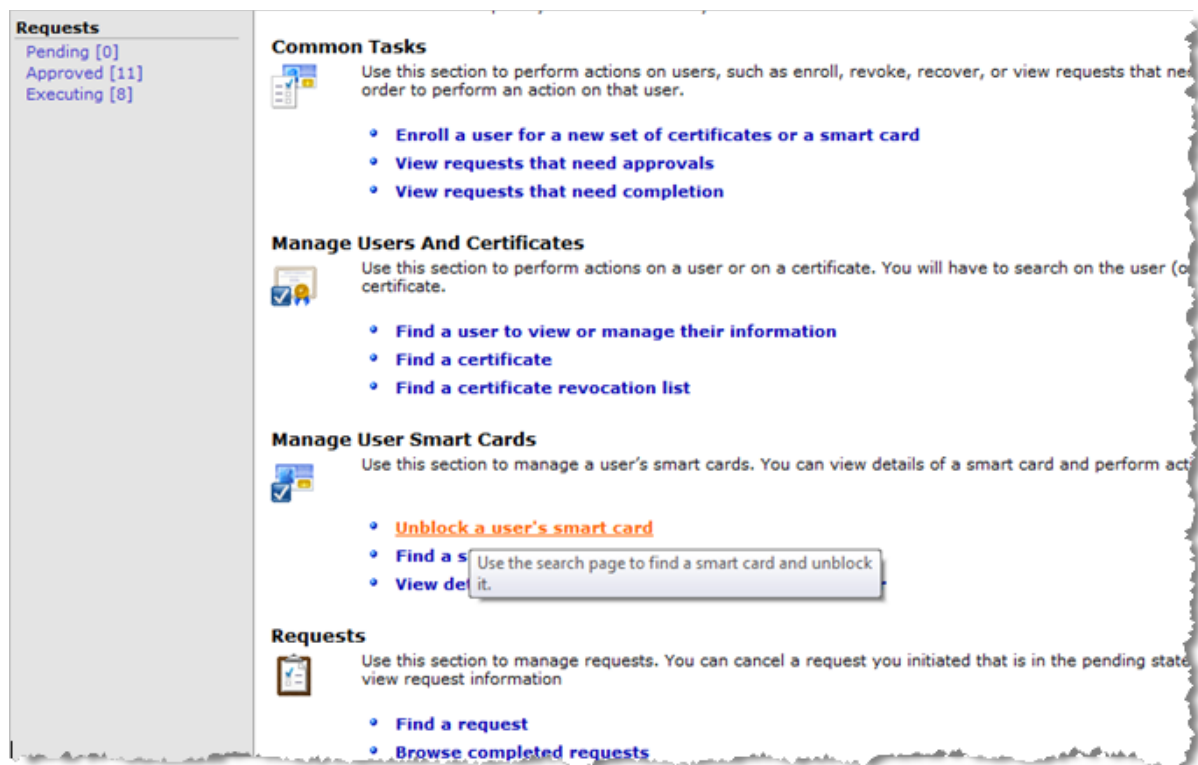 Requests
Pending [0]
Approved [11]
Executing [8]
Common Tasks
Use this section to perform actions on users, such as enroll, revoke, recover, or view requests that
order to perform an action on that user.
Enroll a user for a new set of certificates or a smart card
View requests that need approvals
View requests that need completion
Manage Users And Certificates
Use this section to perform actions on a user or on a certificate. You will have to search on the user
certificate.
Find a user to view or manage their information
Find a certificate
Find a certificate revocation list
Manage User Smart Cards
Use this section to manage a user's smart cards. You can view details of a smart card and perform
Unblock a user's smart card
Find a
Use the search page to find a smart card and unblock
it.
View
Requests
Use this section to manage requests. You can cancel a request you initiated that is in the pending state
view request information
Find a request
Browse completed requests